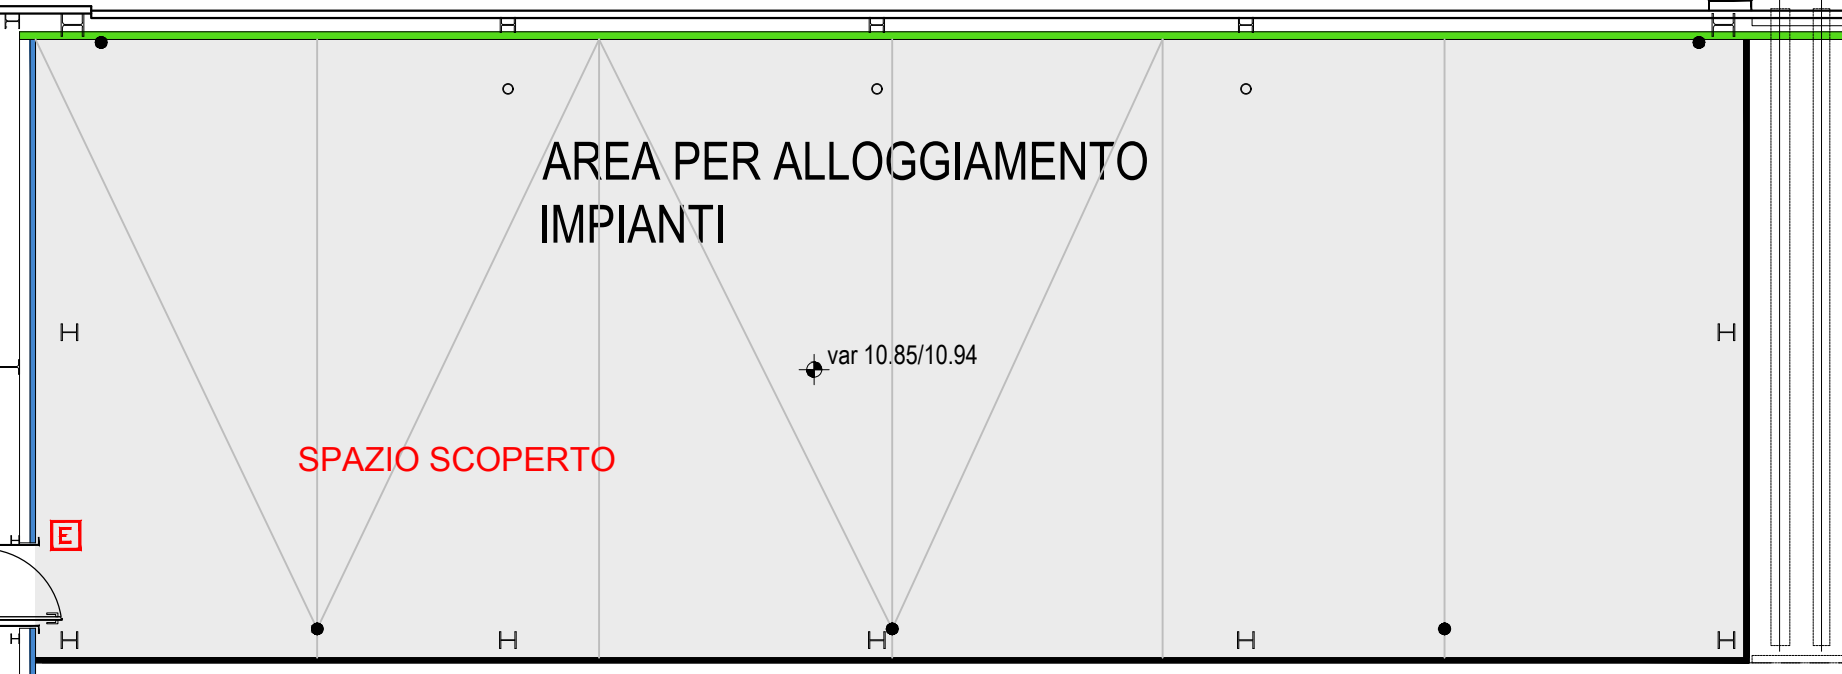 AREA PER ALLOGGIAMENTO
IMPIANTI
var 10.85/10.94
SPAZIO SCOPERTO
E